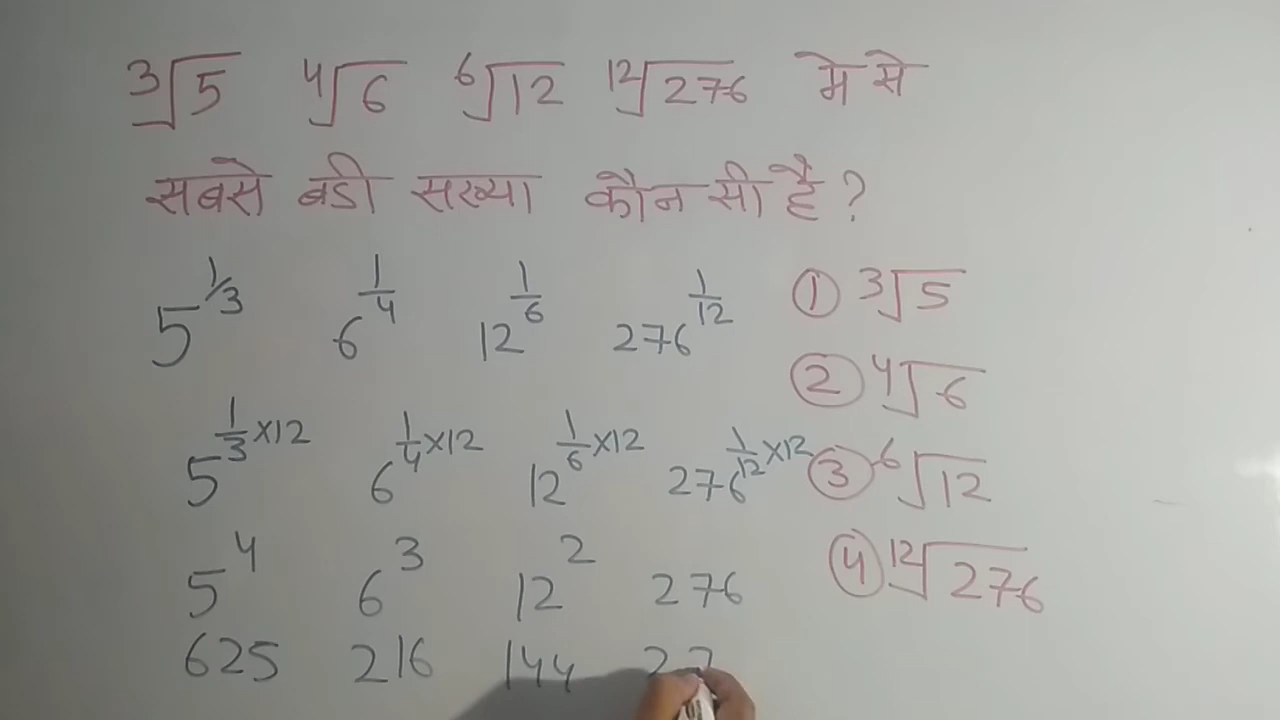 ∛5 ∜6 ⁶√12 ¹²√276 मे से
सबसे बडी सख्या कौन सी है ?
5^1/3 6^1/4 12^1/6 276^1/12
① ∛5
② ∜6
5^1/3×12 6^1/4×12 12^1/6×12 276^1/12×12
③ ⁶√12
5^4 6^3 12^2 276
④ ¹²√276
625 216 144 27